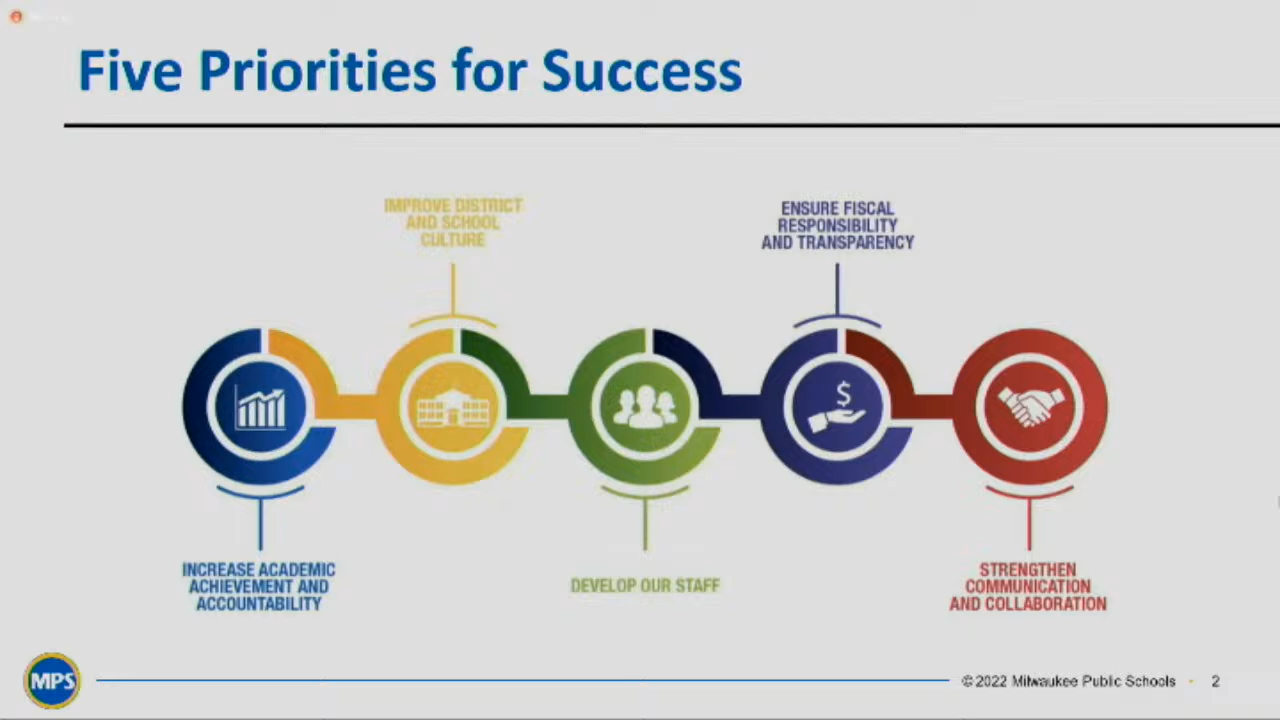 Five Priorities for Success
IMPROVE DISTRICT
AND SCHOOL
CULTURE
ENSURE FISCAL
RESPONSIBILITY
AND TRANSPARENCY
$
INCREASE ACADEMIC
ACHIEVEMENT AND
ACCOUNTABILITY
DEVELOP OUR STAFF
STRENGTHEN
COMMUNICATION
AND COLLABORATION
MPS
© 2022 Milwaukee Public Schools • 2